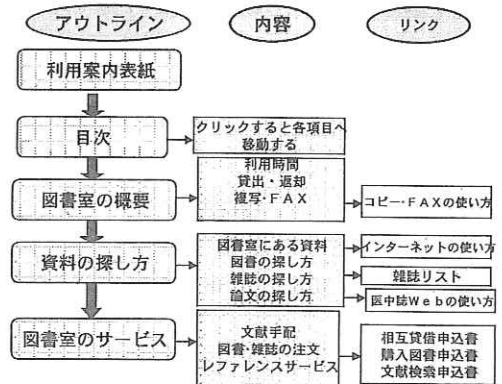 アウトライン
内容
リンク
利用案内表紙
目次
クリックすると各項目へ
移動する
図書室の概要
利用時間
貸出・返却
複写・FAX
コピー・FAXの使い方
資料の探し方
図書室にある資料
図書の探し方
雑誌の探し方
論文の探し方
インターネットの使い方
雑誌リスト
医中誌Webの使い方
図書室のサービス
文献手配
図書・雑誌の注文
レファレンスサービス
相互貸借申込書
購入図書申込書
文献検索申込書